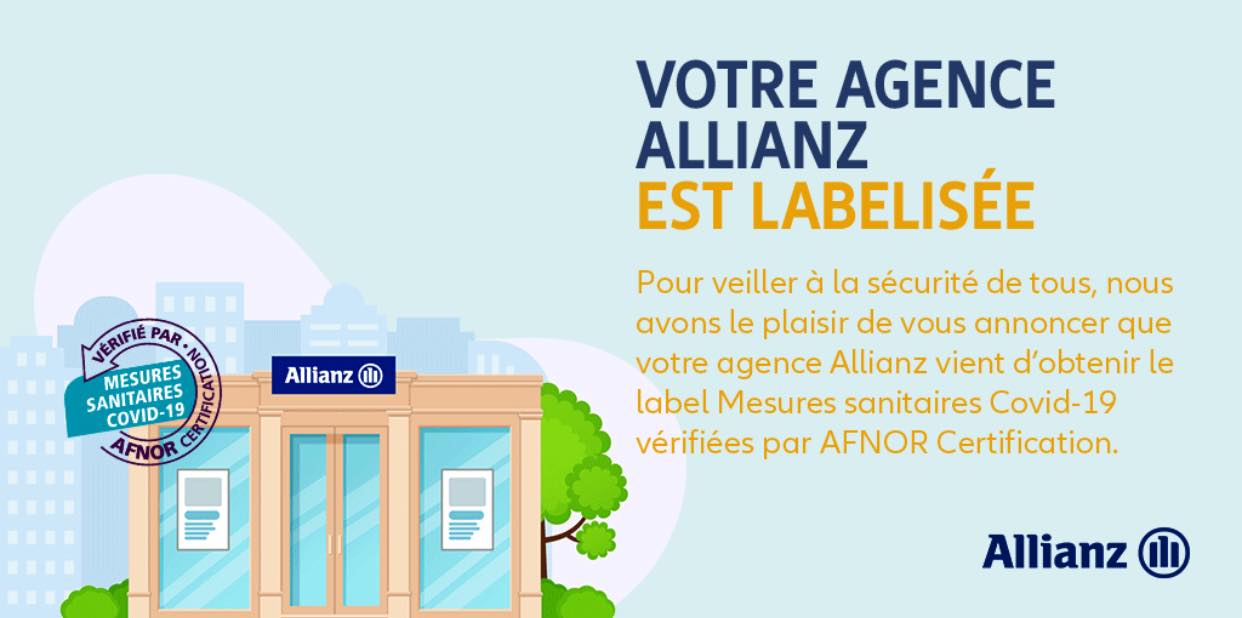 VOTRE AGENCE
ALLIANZ
EST LABELISÉE
Pour veiller à la sécurité de tous, nous
avons le plaisir de vous annoncer que
votre agence Allianz vient d’obtenir le
label Mesures sanitaires Covid-19
vérifiées par AFNOR Certification.
VÉRIFIÉ PAR • AFNOR CERTIFICATION
MESURES
SANITAIRES
COVID-19
Allianz
Allianz